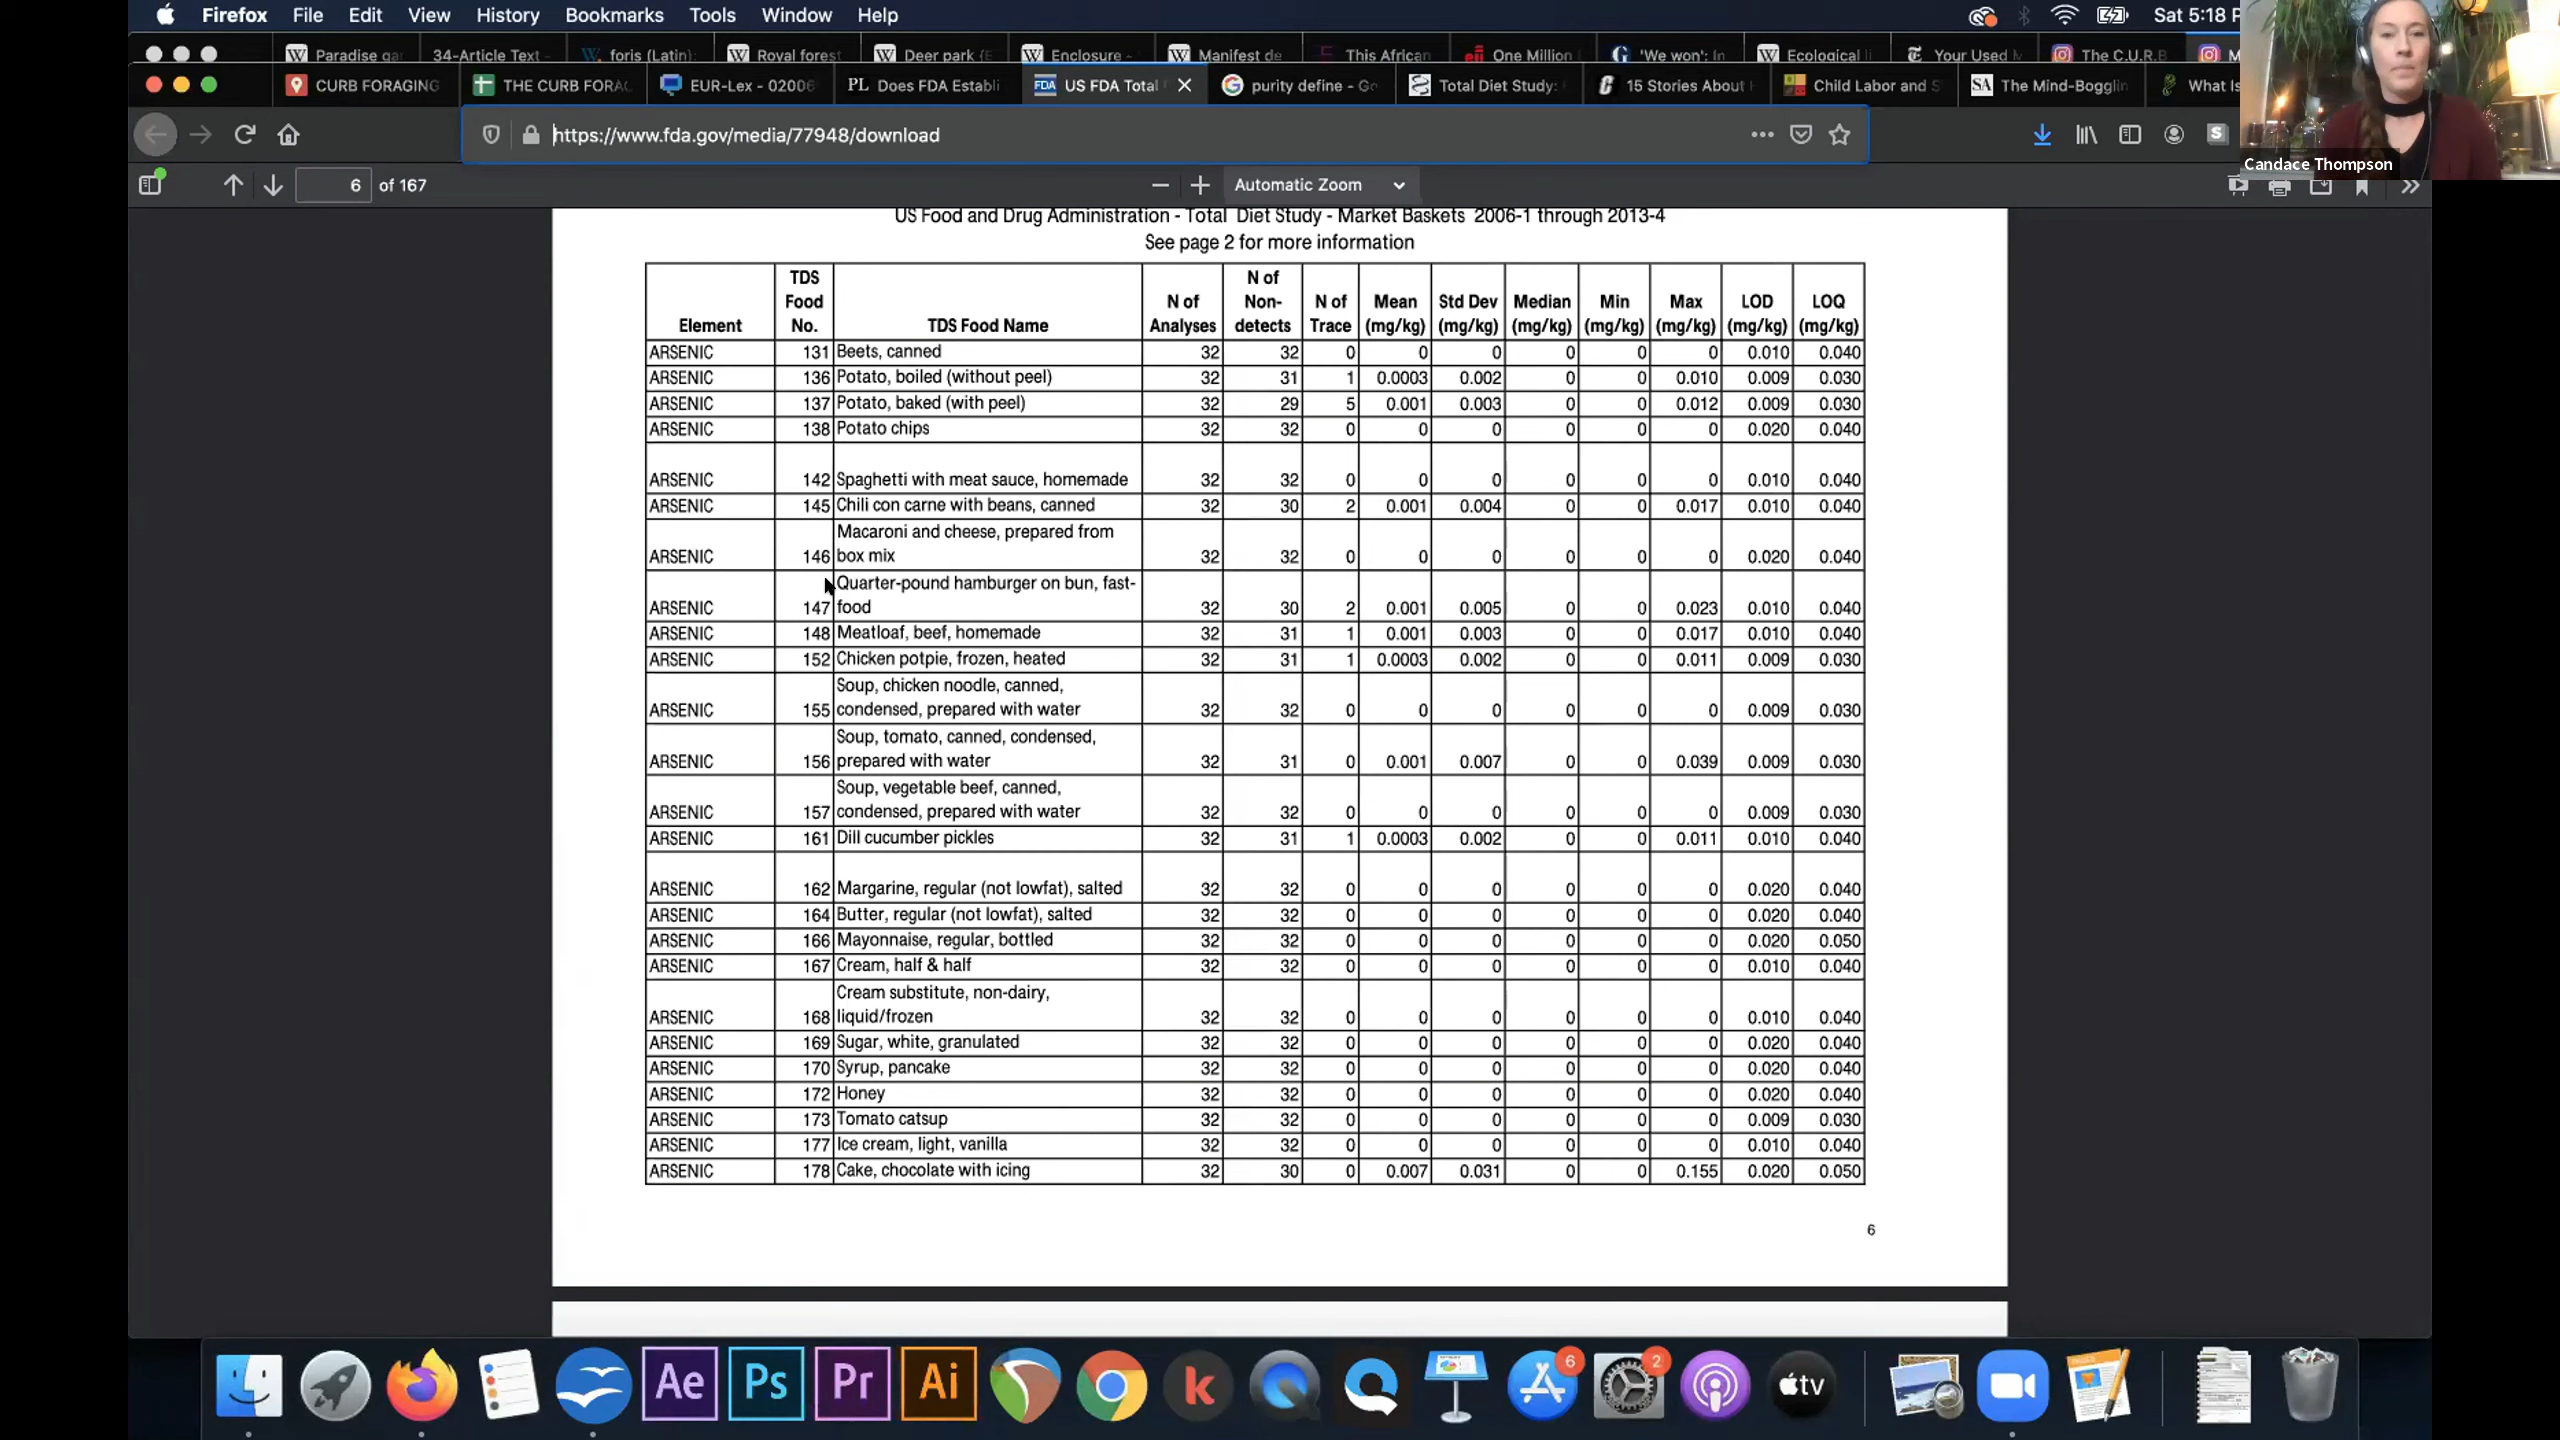 Firefox File Edit View History Bookmarks Tools Window Help Sat 5:18 P
Paradise ga 34-Article Text - foris (Latin): Royal forest Deer park (E Enclosure - Manifest de This African One Million 'We won': In Ecological li Your Used M The C.U.R.B M
CURB FORAGING THE CURB FORAG EUR-Lex - 02006 PL Does FDA Establi FDA US FDA Total purity define - Go Total Diet Study: 15 Stories About Child Labor and S SA The Mind-Bogglin What Is
https://www.fda.gov/media/77948/download
Candace Thompson
6 of 167 Automatic Zoom
US Food and Drug Administration - Total Diet Study - Market Baskets 2006-1 through 2013-4
See page 2 for more information
Element TDS Food No. TDS Food Name N of Analyses N of Non-detects N of Trace Mean (mg/kg) Std Dev (mg/kg) Median (mg/kg) Min (mg/kg) Max (mg/kg) LOD (mg/kg) LOQ (mg/kg)
ARSENIC 131 Beets, canned 32 32 0 0 0 0 0 0 0.010 0.040
ARSENIC 136 Potato, boiled (without peel) 32 31 1 0.0003 0.002 0 0 0.010 0.009 0.030
ARSENIC 137 Potato, baked (with peel) 32 29 5 0.001 0.003 0 0 0.012 0.009 0.030
ARSENIC 138 Potato chips 32 32 0 0 0 0 0 0 0.020 0.040
ARSENIC 142 Spaghetti with meat sauce, homemade 32 32 0 0 0 0 0 0 0.010 0.040
ARSENIC 145 Chili con carne with beans, canned 32 30 2 0.001 0.004 0 0 0.017 0.010 0.040
ARSENIC 146 Macaroni and cheese, prepared from box mix 32 32 0 0 0 0 0 0 0.020 0.040
ARSENIC 147 Quarter-pound hamburger on bun, fast-food 32 30 2 0.001 0.005 0 0 0.023 0.010 0.040
ARSENIC 148 Meatloaf, beef, homemade 32 31 1 0.001 0.003 0 0 0.017 0.010 0.040
ARSENIC 152 Chicken potpie, frozen, heated 32 31 1 0.0003 0.002 0 0 0.011 0.009 0.030
ARSENIC 155 Soup, chicken noodle, canned, condensed, prepared with water 32 32 0 0 0 0 0 0 0.009 0.030
ARSENIC 156 Soup, tomato, canned, condensed, prepared with water 32 31 0 0.001 0.007 0 0 0.039 0.009 0.030
ARSENIC 157 Soup, vegetable beef, canned, condensed, prepared with water 32 32 0 0 0 0 0 0 0.009 0.030
ARSENIC 161 Dill cucumber pickles 32 31 1 0.0003 0.002 0 0 0.011 0.010 0.040
ARSENIC 162 Margarine, regular (not lowfat), salted 32 32 0 0 0 0 0 0 0.020 0.040
ARSENIC 164 Butter, regular (not lowfat), salted 32 32 0 0 0 0 0 0 0.020 0.040
ARSENIC 166 Mayonnaise, regular, bottled 32 32 0 0 0 0 0 0 0.020 0.050
ARSENIC 167 Cream, half & half 32 32 0 0 0 0 0 0 0.010 0.040
ARSENIC 168 Cream substitute, non-dairy, liquid/frozen 32 32 0 0 0 0 0 0 0.010 0.040
ARSENIC 169 Sugar, white, granulated 32 32 0 0 0 0 0 0 0.020 0.040
ARSENIC 170 Syrup, pancake 32 32 0 0 0 0 0 0 0.020 0.040
ARSENIC 172 Honey 32 32 0 0 0 0 0 0 0.020 0.040
ARSENIC 173 Tomato catsup 32 32 0 0 0 0 0 0 0.009 0.030
ARSENIC 177 Ice cream, light, vanilla 32 32 0 0 0 0 0 0 0.010 0.040
ARSENIC 178 Cake, chocolate with icing 32 30 0 0.007 0.031 0 0 0.155 0.020 0.050
6
Ae Ps Pr Ai k 6 2 tv